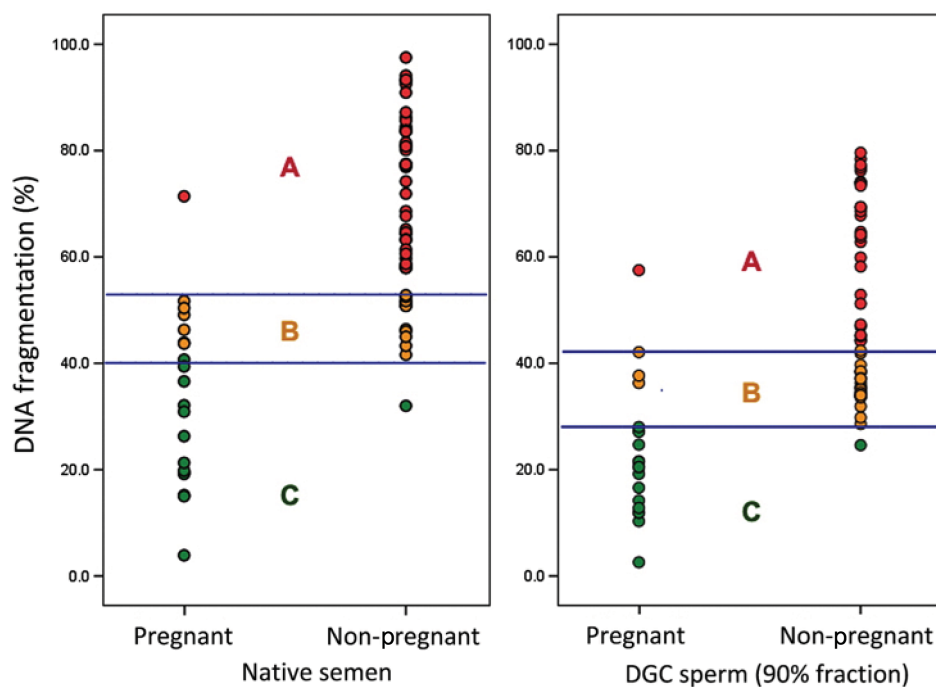 DNA fragmentation (%)
100.0
80.0
60.0
40.0
20.0
0.0
A
B
C
Pregnant
Non-pregnant
Native semen
100.0
80.0
60.0
40.0
20.0
0.0
A
B
C
Pregnant
Non-pregnant
DGC sperm (90% fraction)